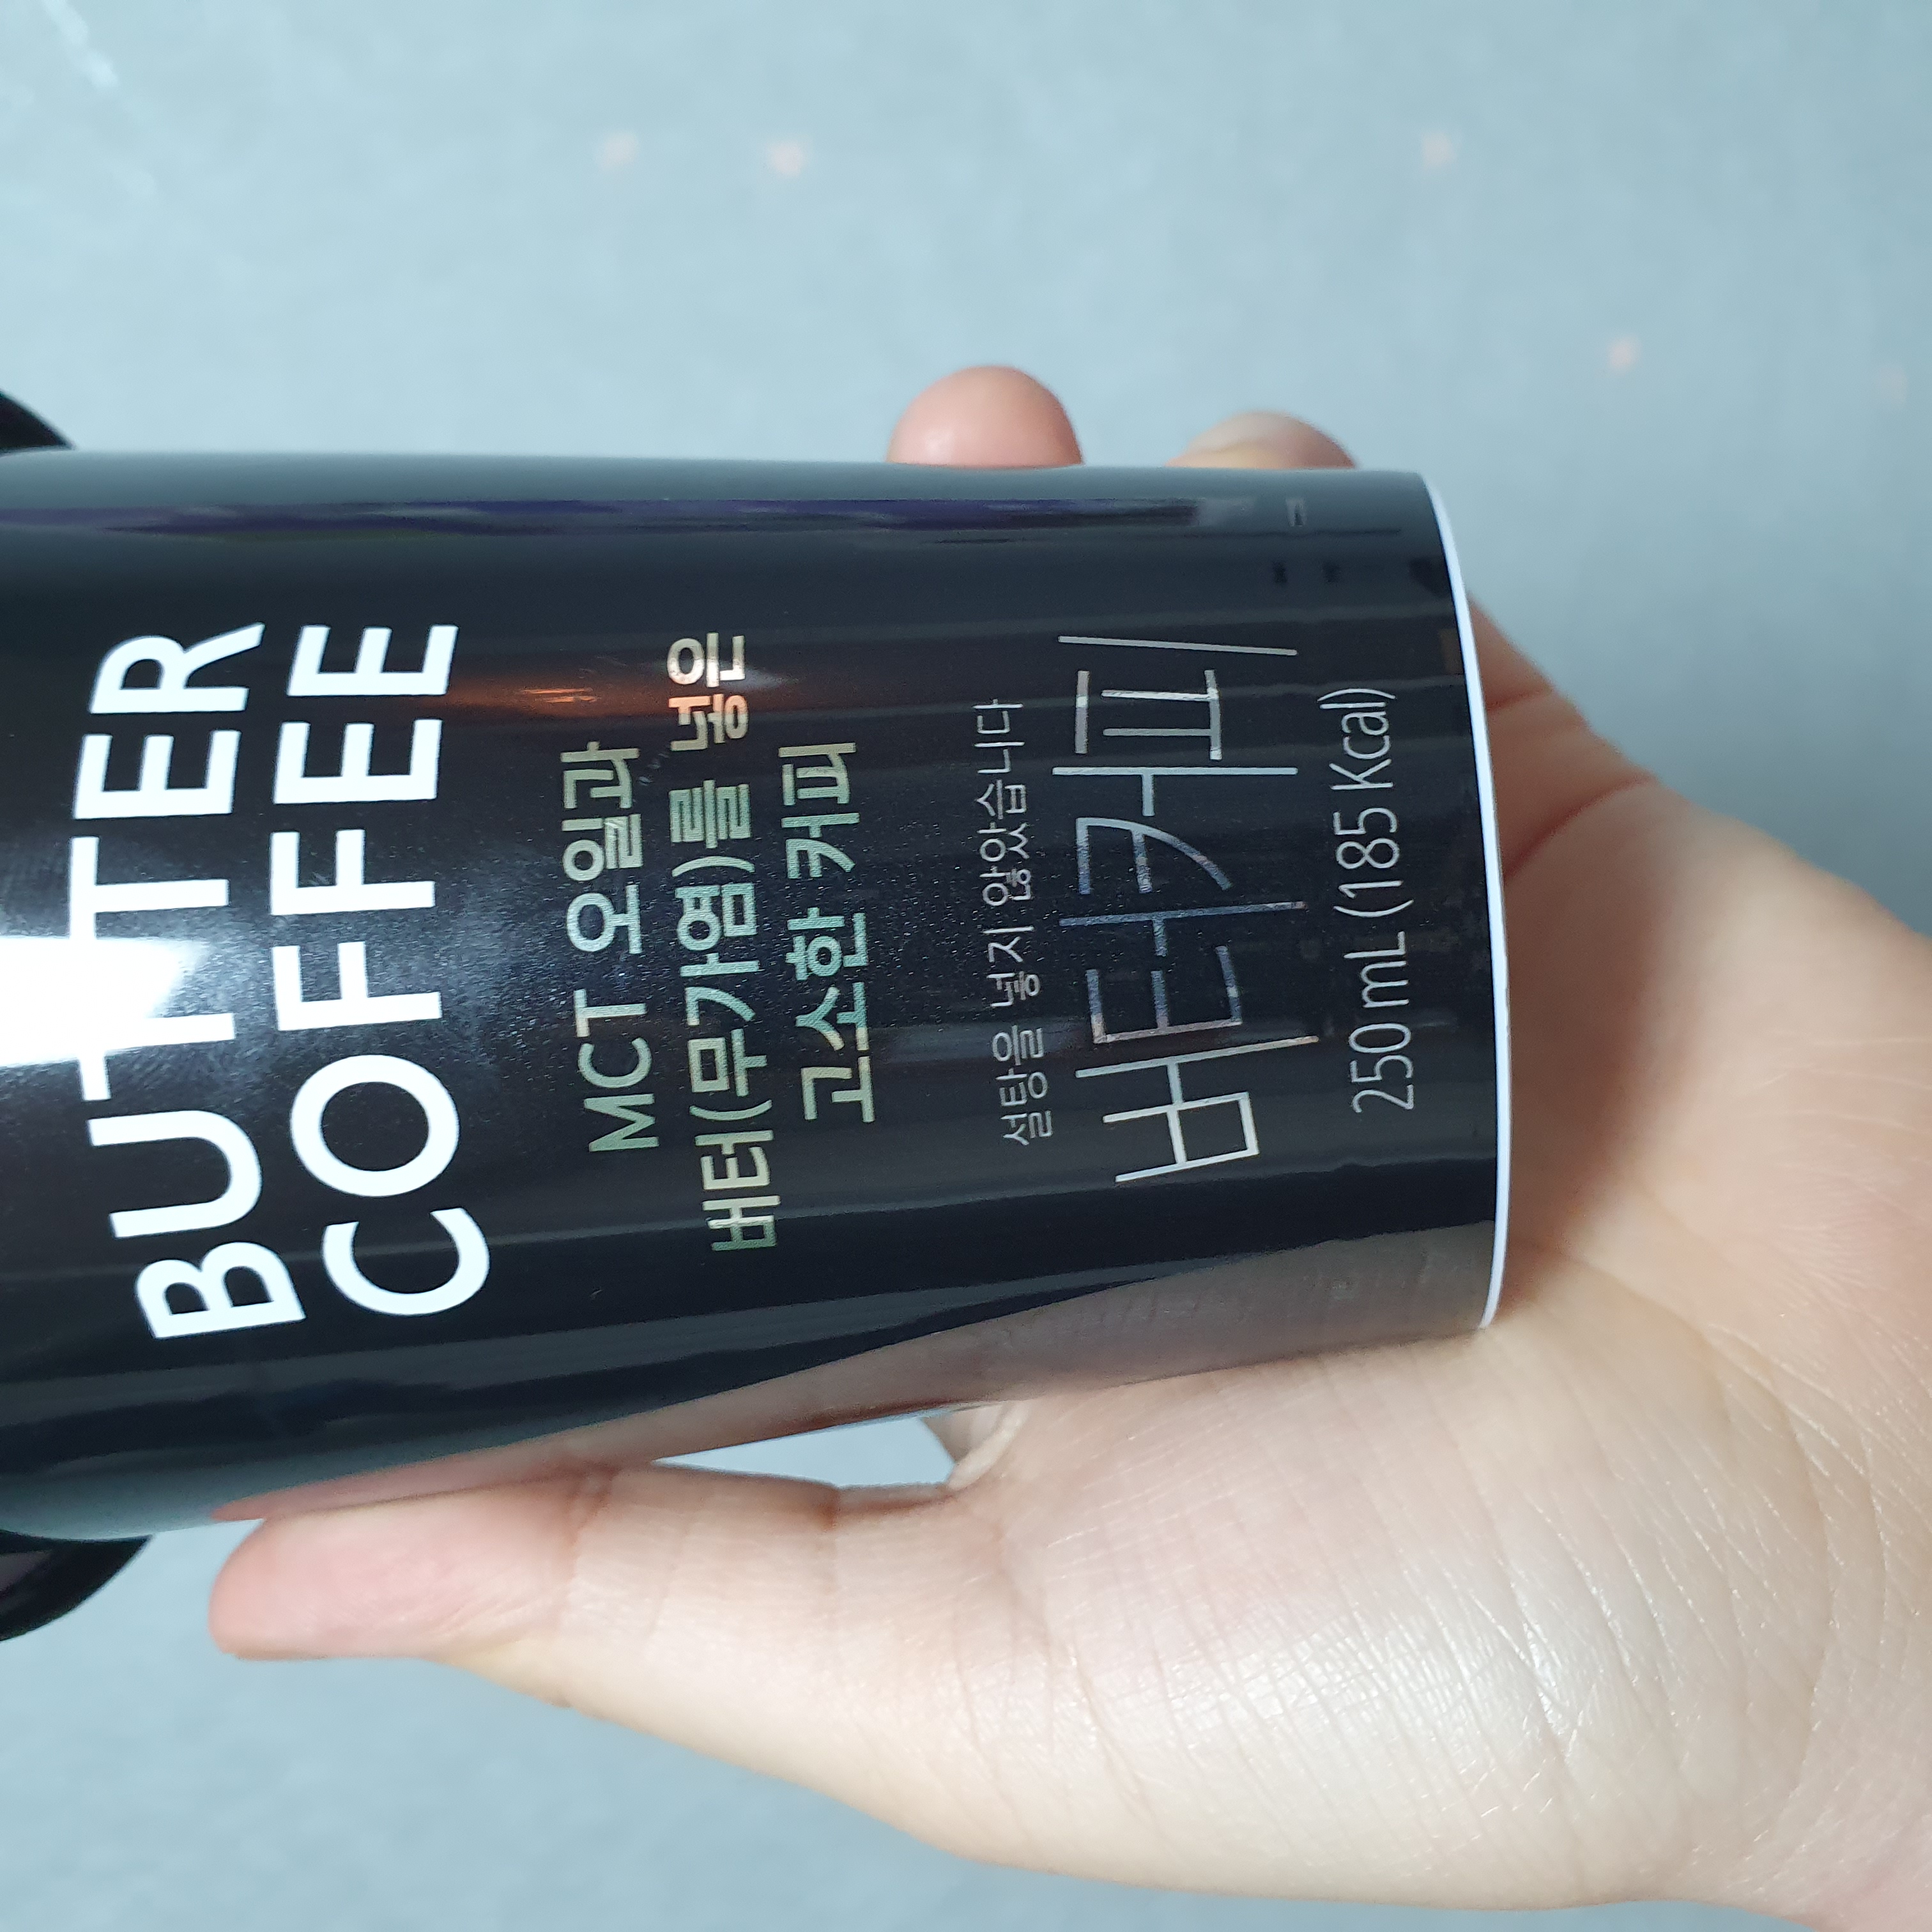 BUTTER
COFFEE
MCT 오일과
버터(무가염)를 넣은
고소한 커피
설탕을 넣지 않았습니다
버터커피
250 mL (185 Kcal)